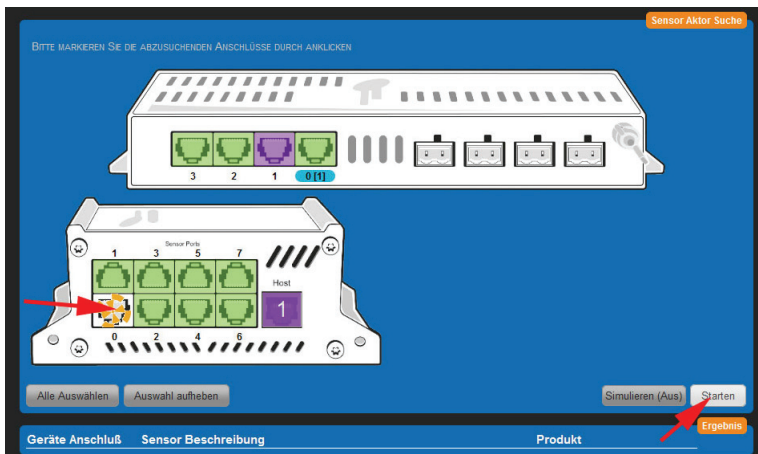 Sensor Aktor Suche
Bitte markieren Sie die abzusuchenden Anschlüsse durch anklicken
3 2 1 0 [1]
Sensor Ports
1 3 5 7
Host
1
0 2 4 6
Alle Auswählen Auswahl aufheben Simulieren (Aus) Starten
Ergebnis
Geräte Anschluß Sensor Beschreibung Produkt